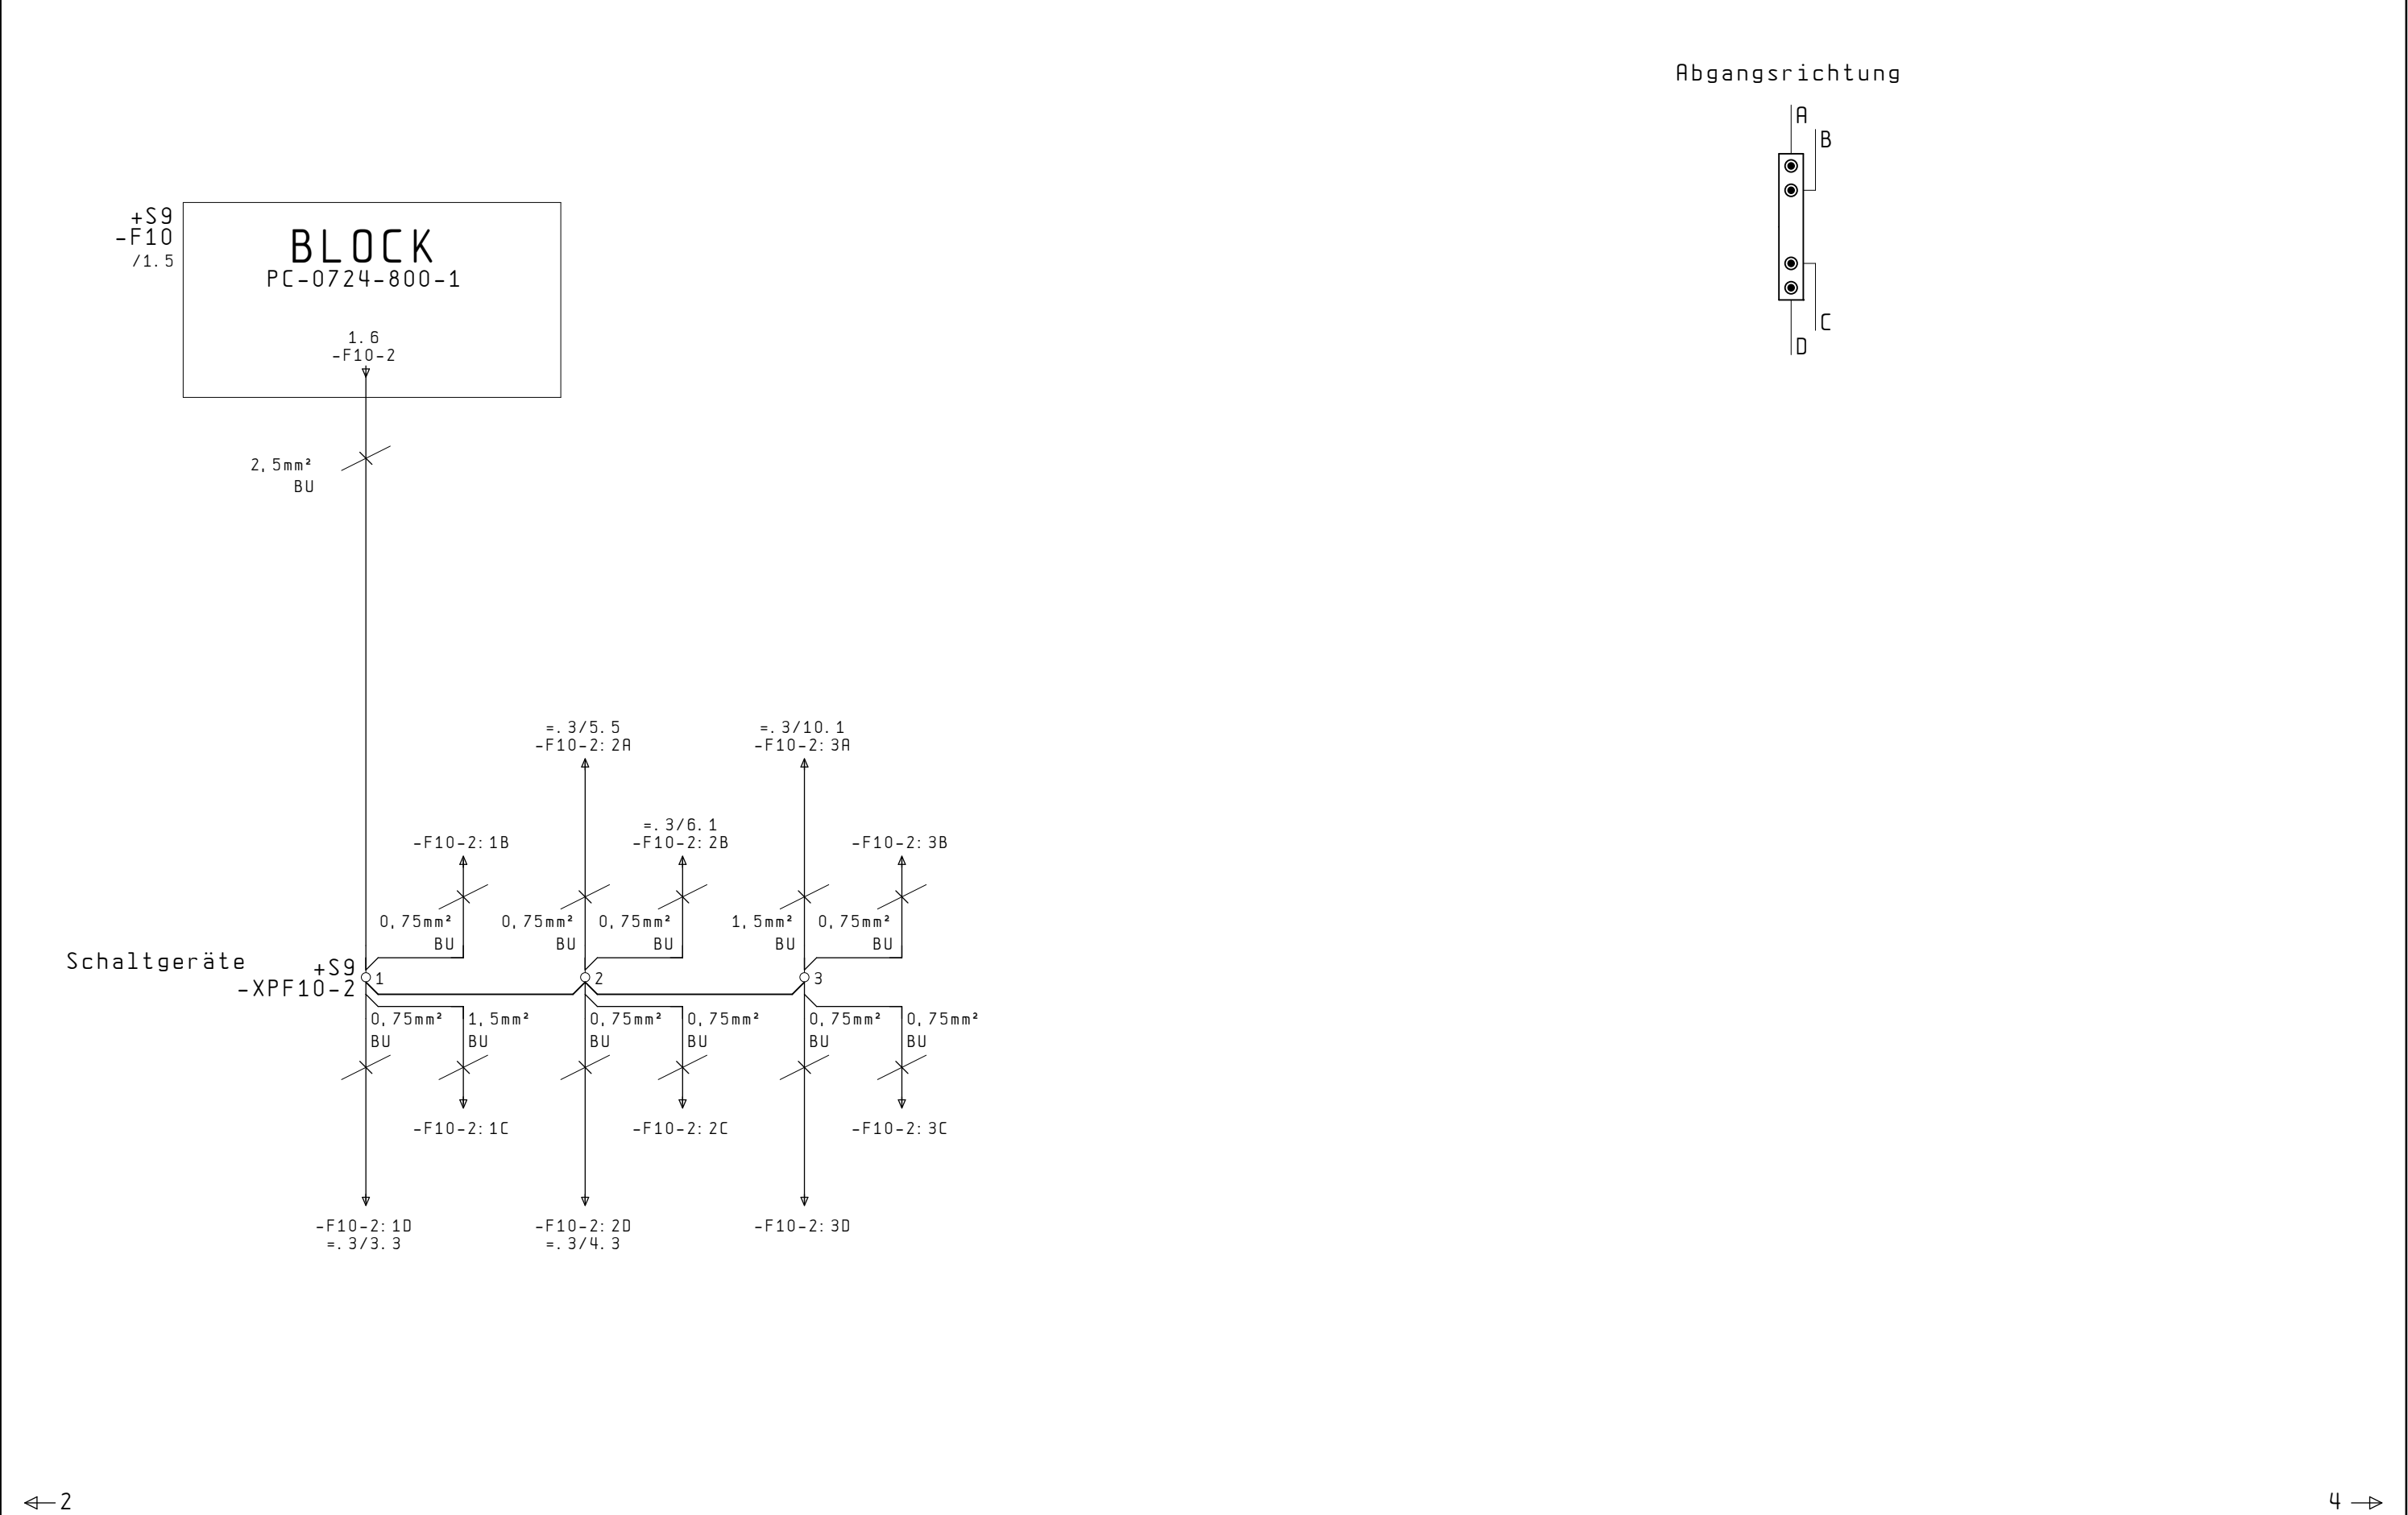 Abgangsrichtung
A
B
C
D
+S9
-F10
/1.5
BLOCK
PC-0724-800-1
1.6
-F10-2
2,5mm²
BU
=.3/5.5
-F10-2:2A
=.3/10.1
-F10-2:3A
-F10-2:1B
=.3/6.1
-F10-2:2B
-F10-2:3B
0,75mm²
BU
0,75mm²
BU
0,75mm²
BU
1,5mm²
BU
0,75mm²
BU
Schaltgeräte
+S9
-XPF10-2
1
2
3
0,75mm²
BU
1,5mm²
BU
0,75mm²
BU
0,75mm²
BU
0,75mm²
BU
0,75mm²
BU
-F10-2:1C
-F10-2:2C
-F10-2:3C
-F10-2:1D
=.3/3.3
-F10-2:2D
=.3/4.3
-F10-2:3D
2
4